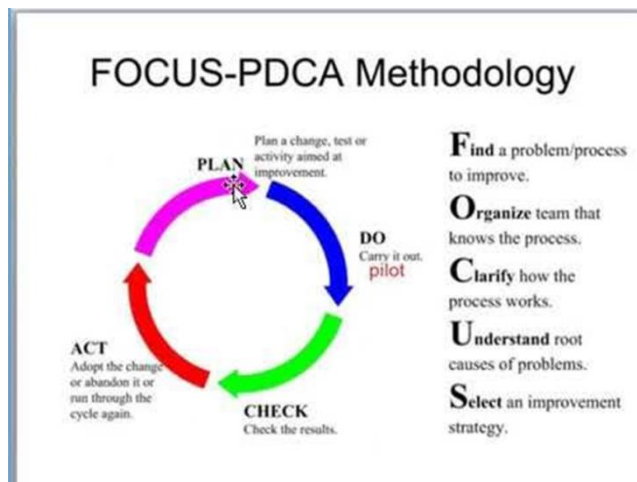 FOCUS-PDCA Methodology
PLAN
Plan a change, test or
activity aimed at
improvement.
DO
Carry it out.
pilot
CHECK
Check the results.
ACT
Adopt the change
or abandon it or
run through the
cycle again.
Find a problem/process
to improve.
Organize team that
knows the process.
Clarify how the
process works.
Understand root
causes of problems.
Select an improvement
strategy.